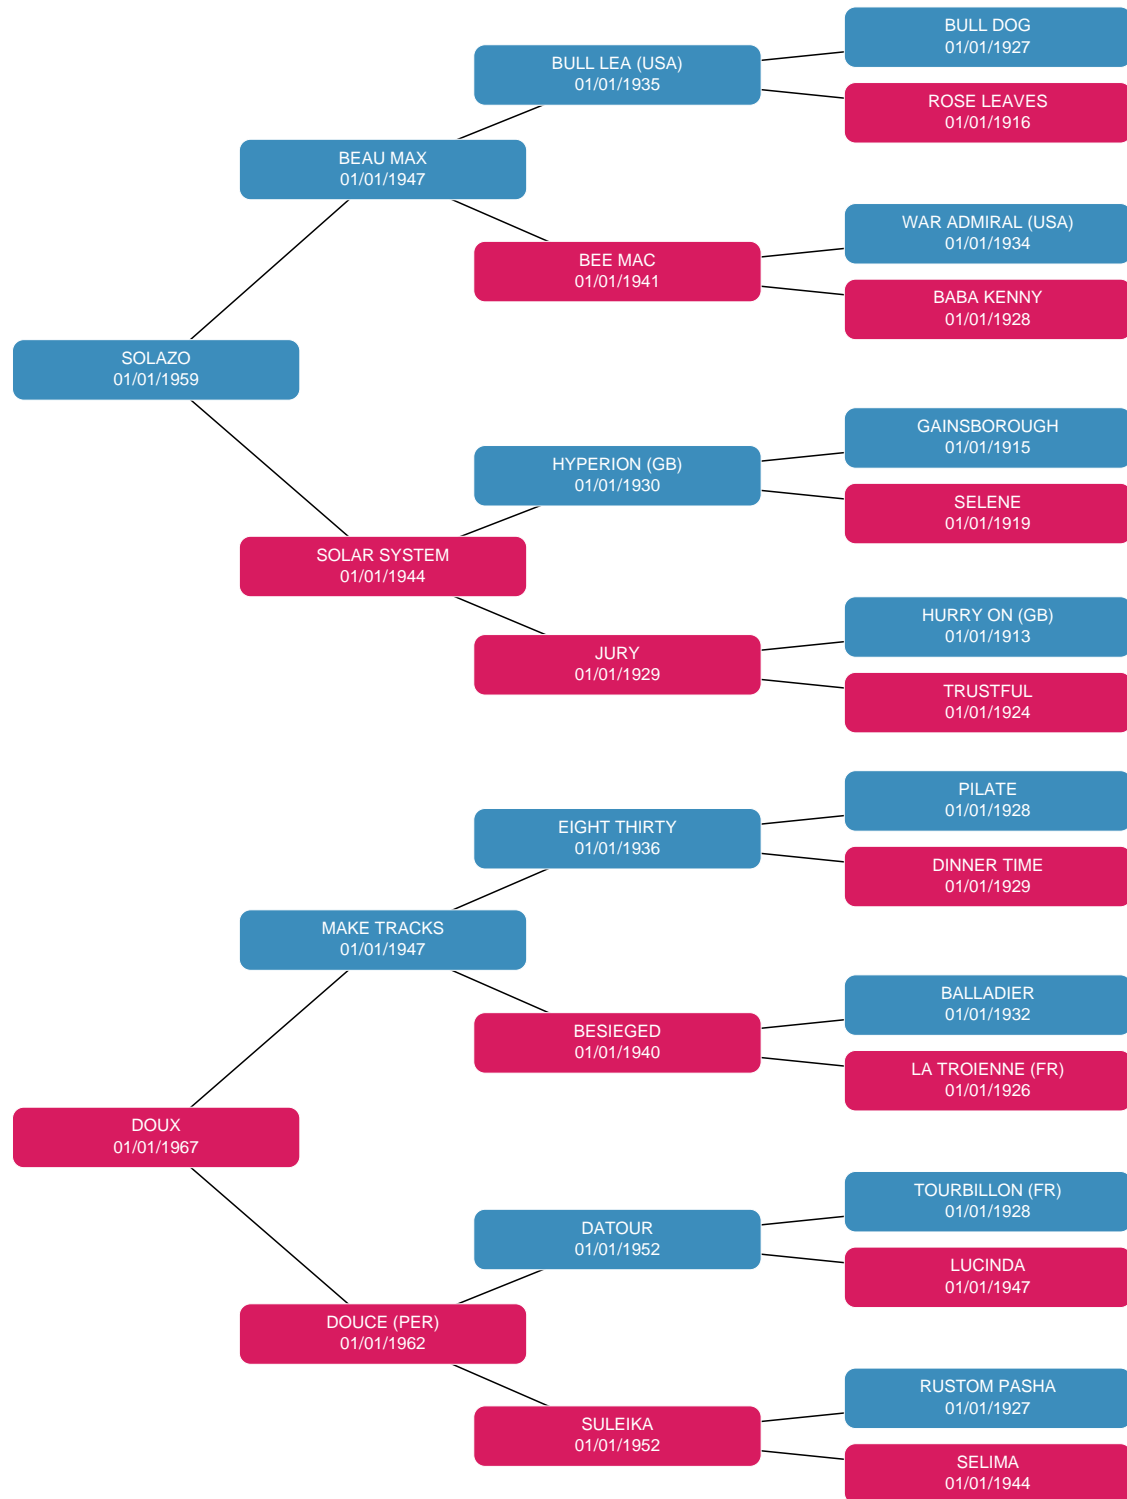 BULL DOG
01/01/1927
BULL LEA (USA)
01/01/1935
ROSE LEAVES
01/01/1916
BEAU MAX
01/01/1947
WAR ADMIRAL (USA)
01/01/1934
BEE MAC
01/01/1941
BABA KENNY
01/01/1928
SOLAZO
01/01/1959
GAINSBOROUGH
01/01/1915
HYPERION (GB)
01/01/1930
SELENE
01/01/1919
SOLAR SYSTEM
01/01/1944
HURRY ON (GB)
01/01/1913
JURY
01/01/1929
TRUSTFUL
01/01/1924
PILATE
01/01/1928
EIGHT THIRTY
01/01/1936
DINNER TIME
01/01/1929
MAKE TRACKS
01/01/1947
BALLADIER
01/01/1932
BESIEGED
01/01/1940
LA TROIENNE (FR)
01/01/1926
DOUX
01/01/1967
TOURBILLON (FR)
01/01/1928
DATOUR
01/01/1952
LUCINDA
01/01/1947
DOUCE (PER)
01/01/1962
RUSTOM PASHA
01/01/1927
SULEIKA
01/01/1952
SELIMA
01/01/1944